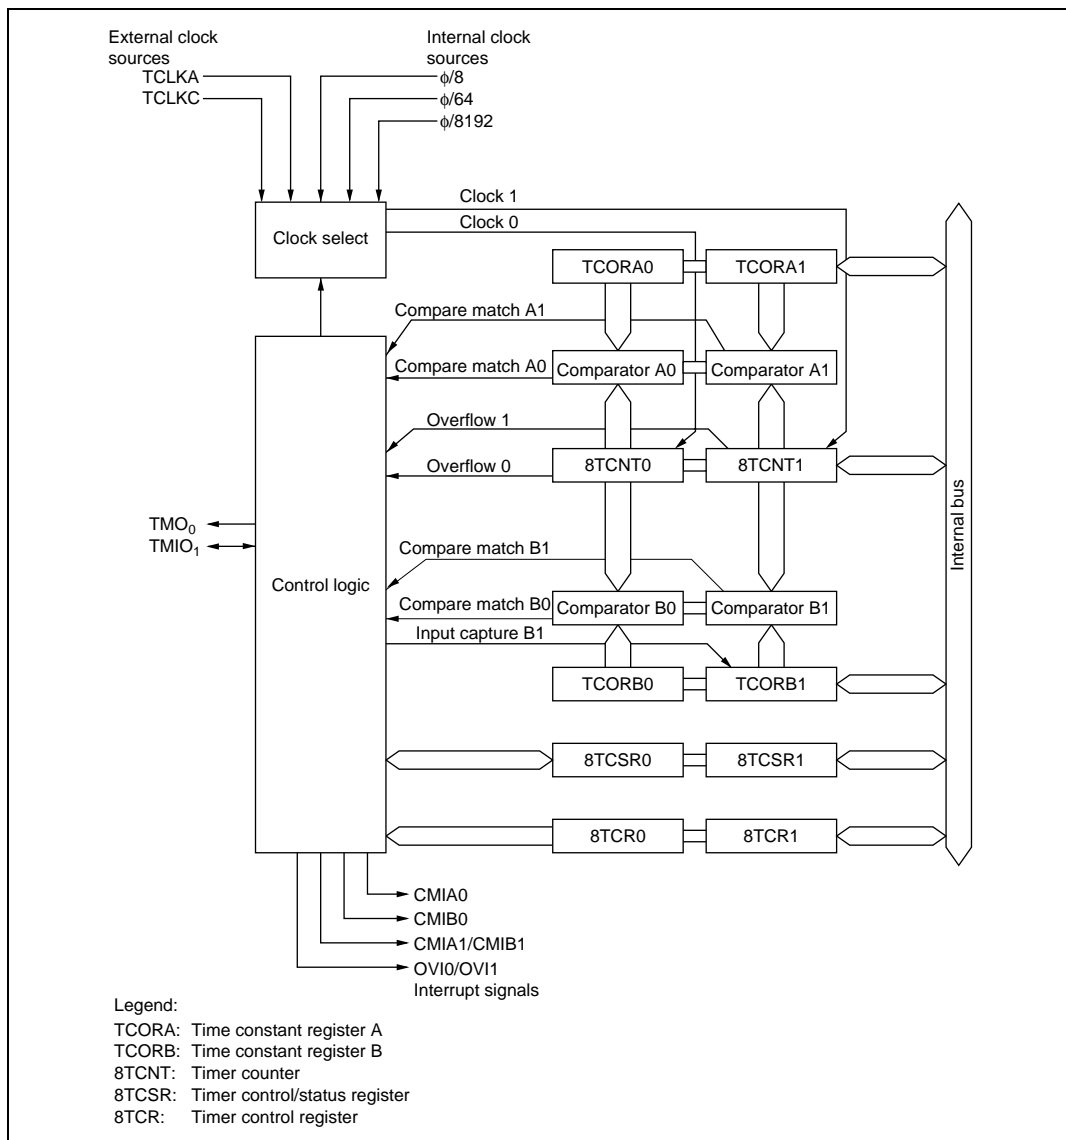 External clock
sources
Internal clock
sources
TCLKA
TCLKC
φ/8
φ/64
φ/8192
Clock 1
Clock 0
Clock select
TCORA0
TCORA1
Compare match A1
Compare match A0
Comparator A0
Comparator A1
Overflow 1
Overflow 0
8TCNT0
8TCNT1
Internal bus
TMO0
TMIO1
Control logic
Compare match B1
Compare match B0
Comparator B0
Comparator B1
Input capture B1
TCORB0
TCORB1
8TCSR0
8TCSR1
8TCR0
8TCR1
CMIA0
CMIB0
CMIA1/CMIB1
OVI0/OVI1
Interrupt signals
Legend:
TCORA: Time constant register A
TCORB: Time constant register B
8TCNT: Timer counter
8TCSR: Timer control/status register
8TCR: Timer control register